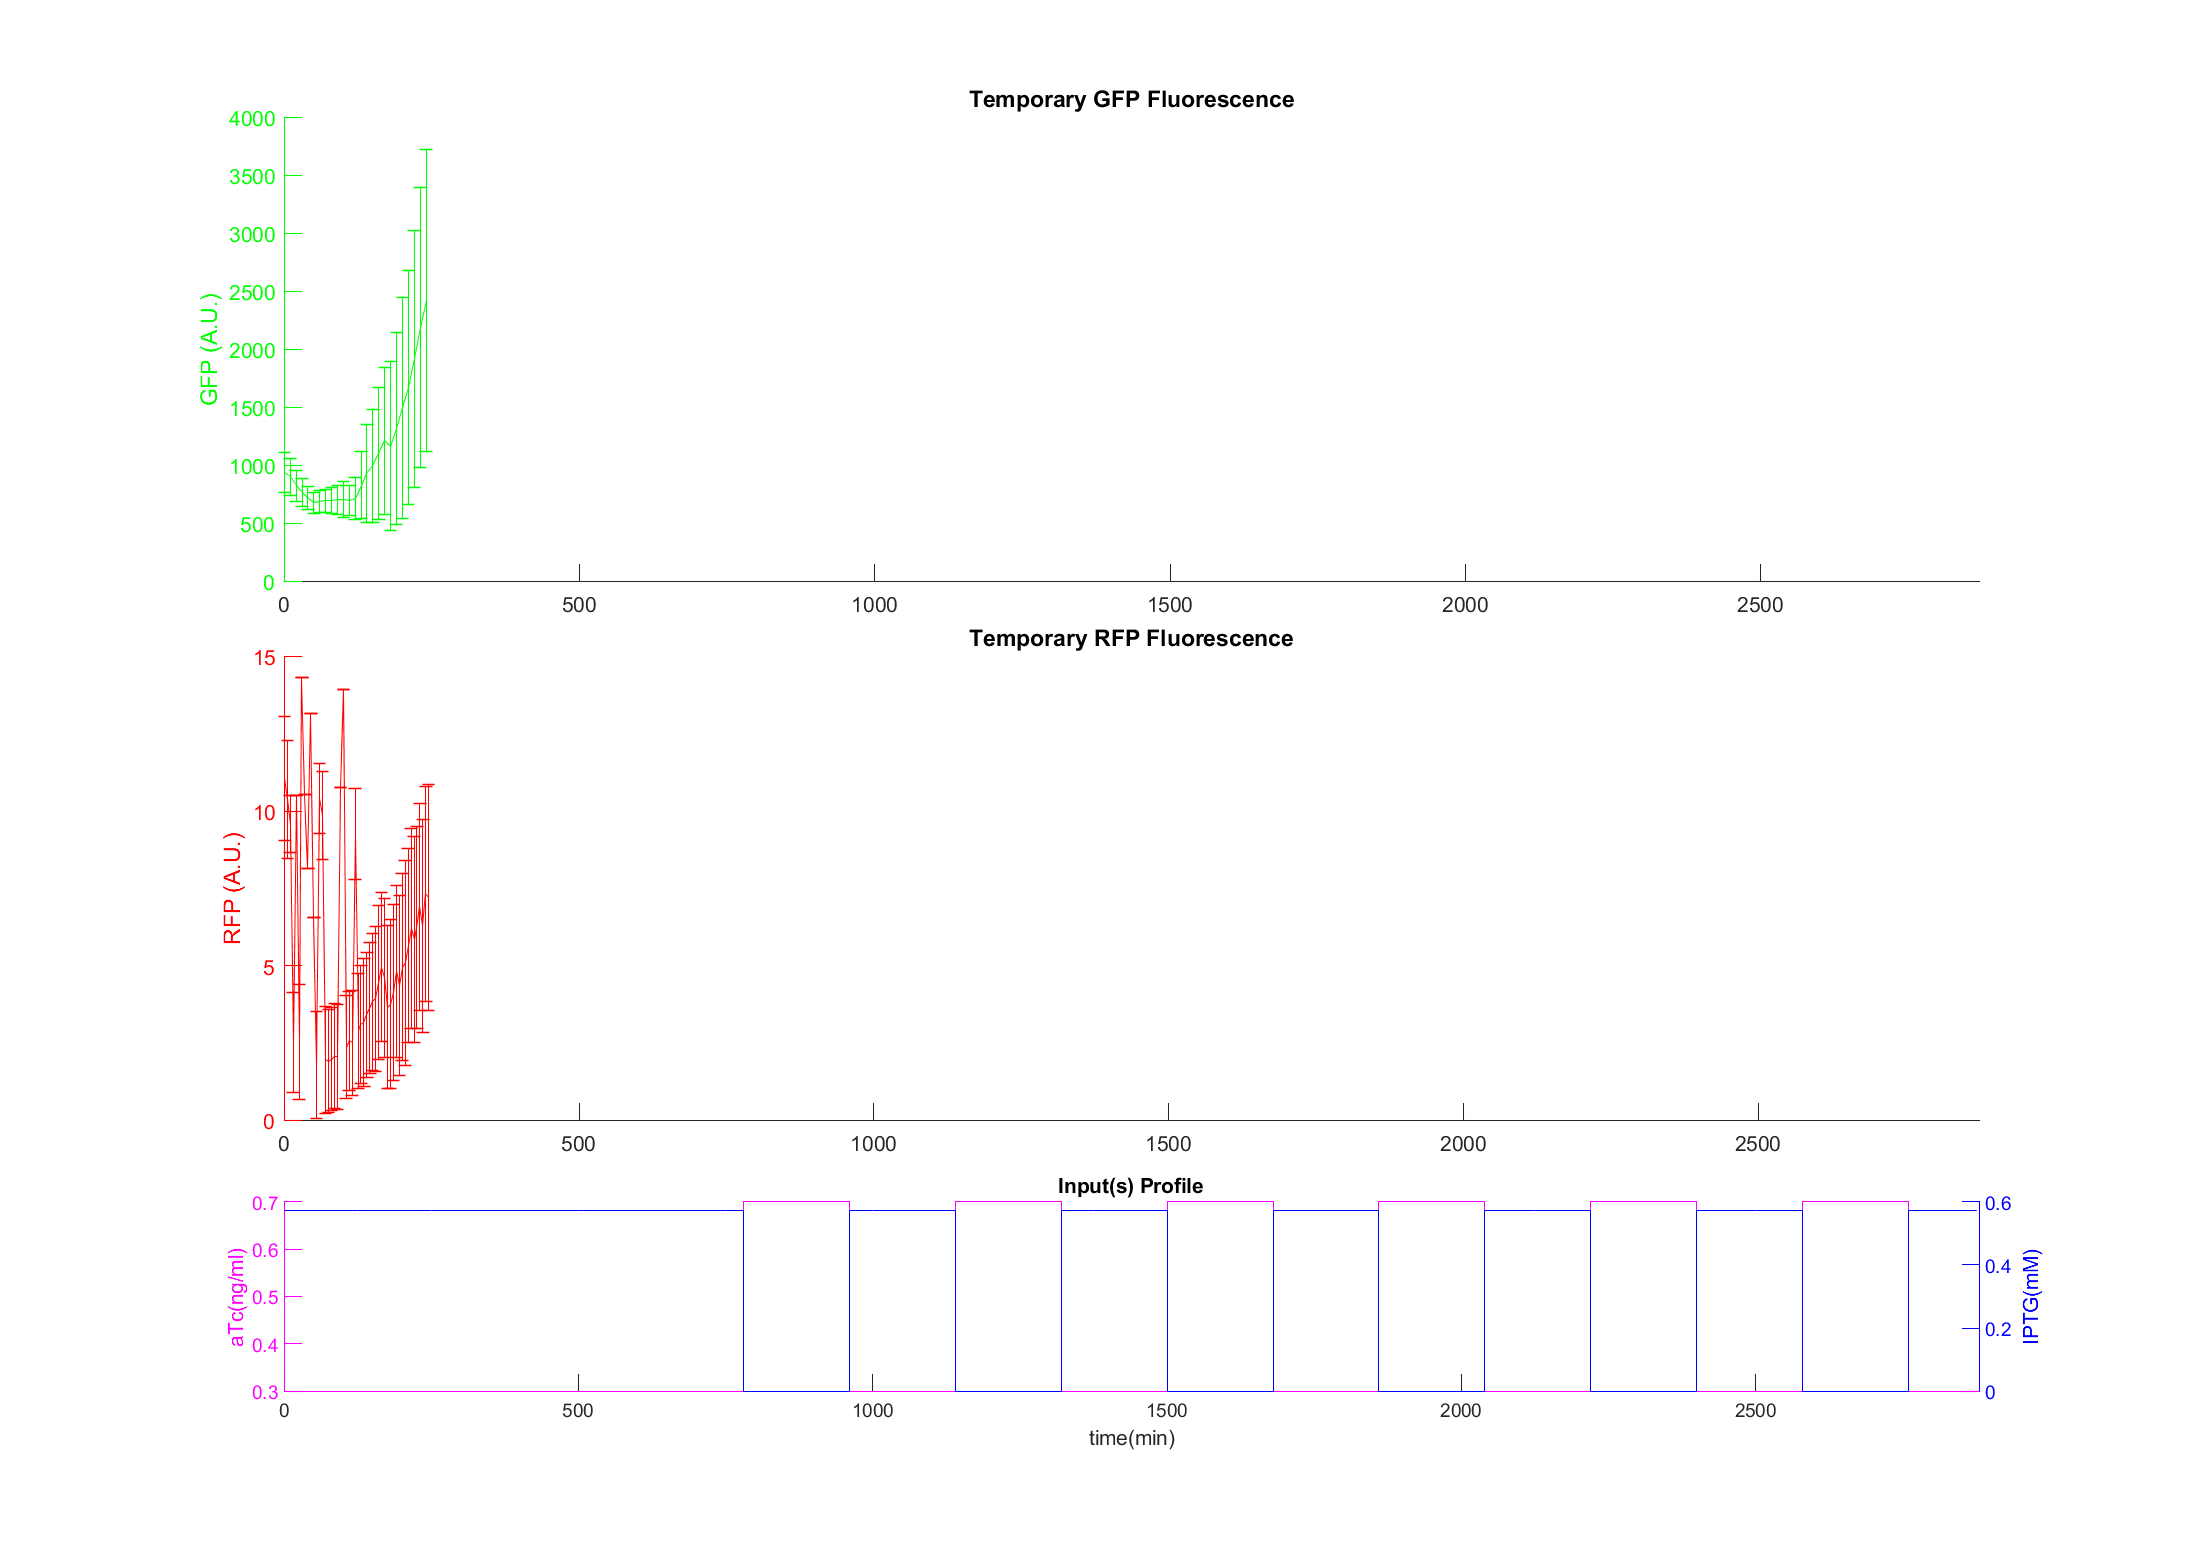 Temporary GFP Fluorescence
4000
3500
3000
2500
2000
1500
1000
500
0
GFP (A.U.)
0 500 1000 1500 2000 2500
Temporary RFP Fluorescence
15
10
5
0
RFP (A.U.)
0 500 1000 1500 2000 2500
Input(s) Profile
0.7
0.6
0.5
0.4
0.3
aTc(ng/ml)
0.6
0.4
0.2
0
IPTG(mM)
0 500 1000 1500 2000 2500
time(min)